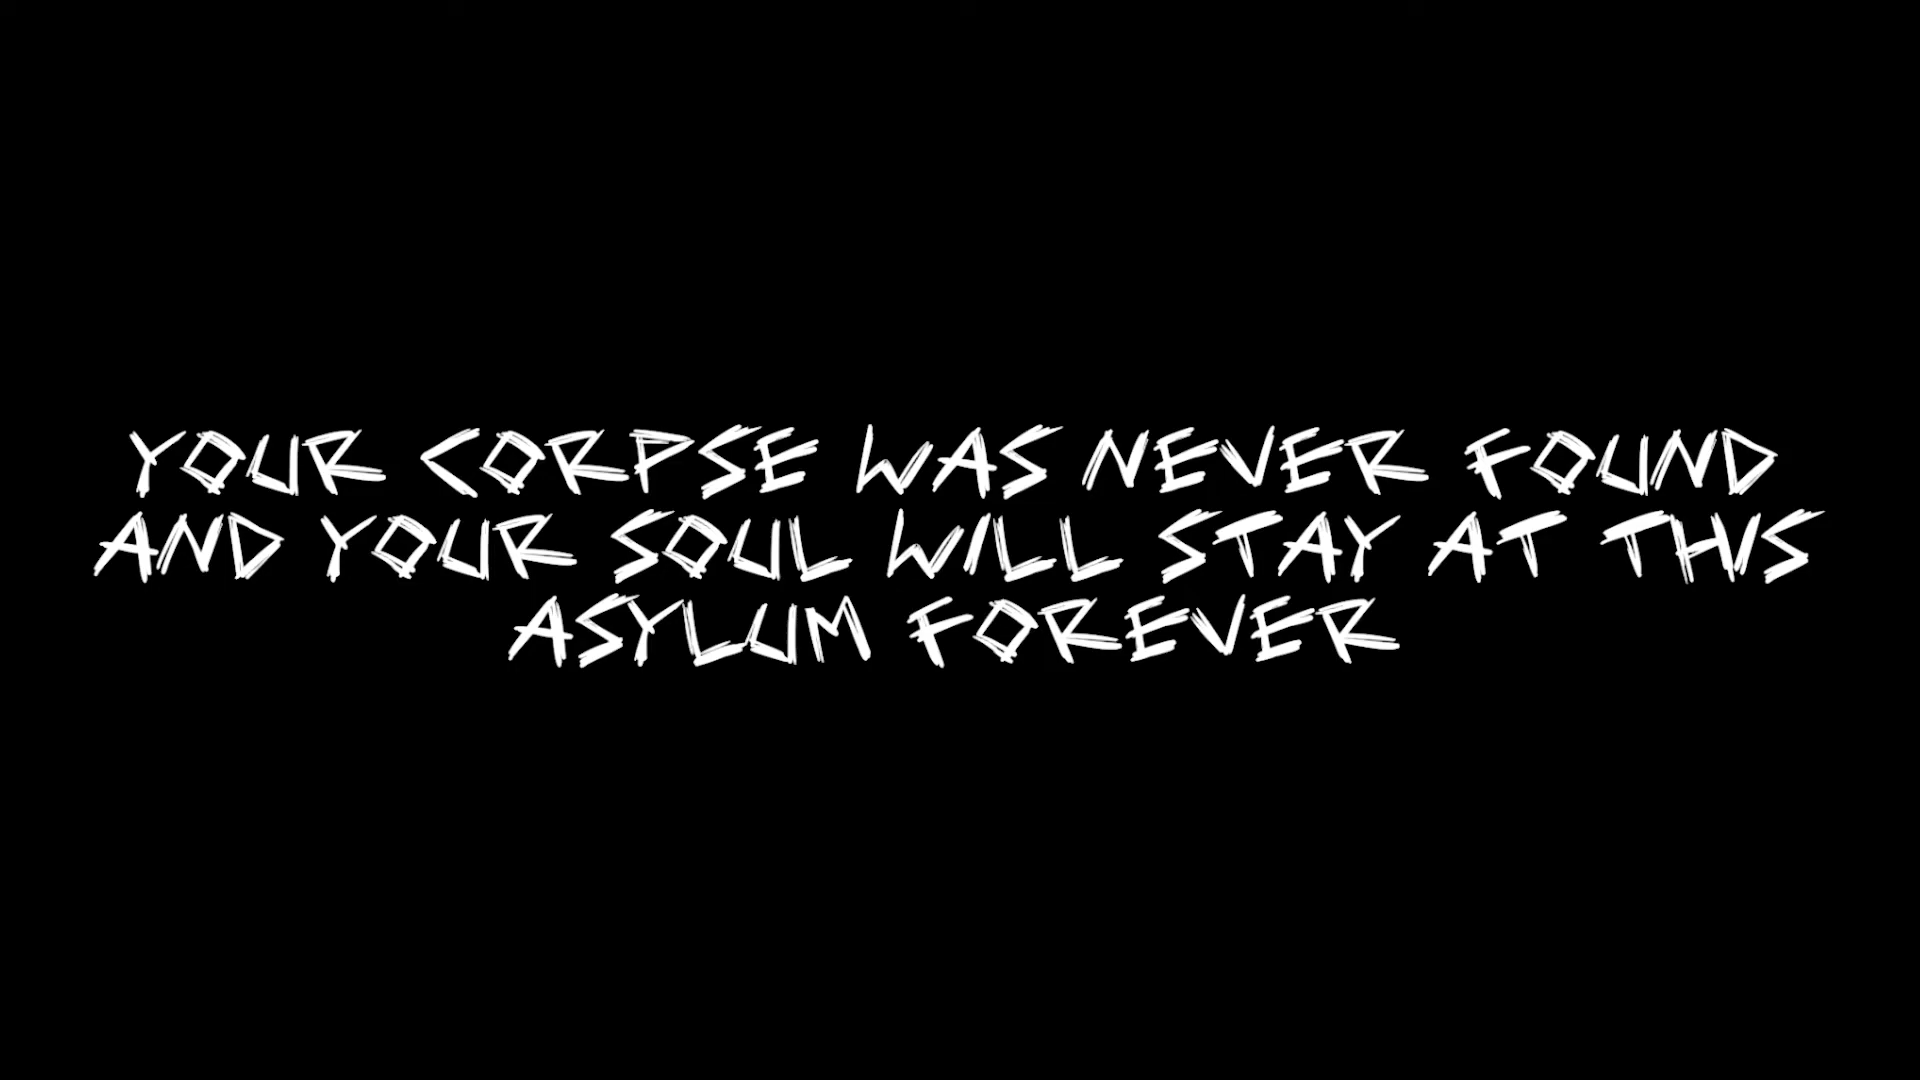 YOUR CORPSE WAS NEVER FOUND
AND YOUR SOUL WILL STAY AT THIS
ASYLUM FOREVER